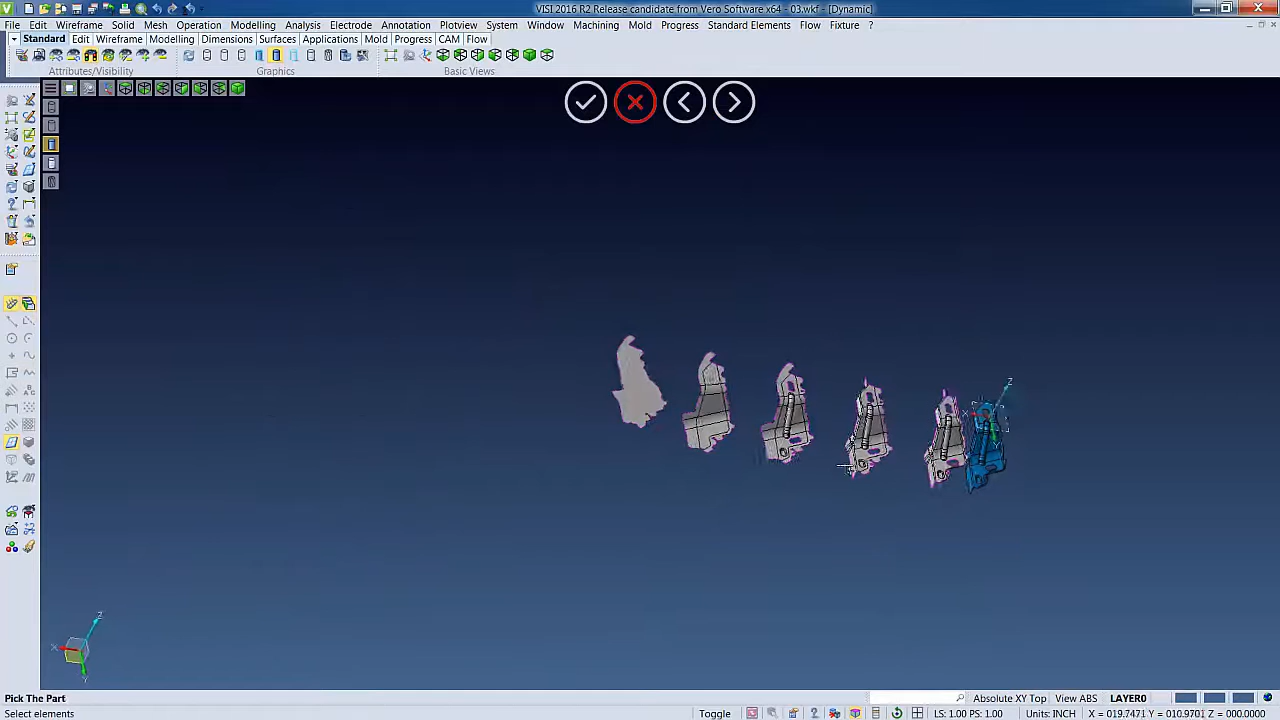 VISI 2016 R2 Release candidate from Vero Software x64 - 03.wkf - [Dynamic]
File Edit Wireframe Solid Mesh Operation Modelling Analysis Electrode Annotation Plotview System Window Machining Mold Progress Standard Elements Flow Fixture ?
Standard Edit Wireframe Modelling Dimensions Surfaces Applications Mold Progress CAM Flow
Attributes/Visibility Graphics Basic Views
Z
X
Z
X
Y
Pick The Part
Absolute XY Top View ABS LAYER0
Select elements
Toggle
LS: 1.00 PS: 1.00
Units: INCH
X = 019.7471 Y = 010.9701 Z = 000.0000